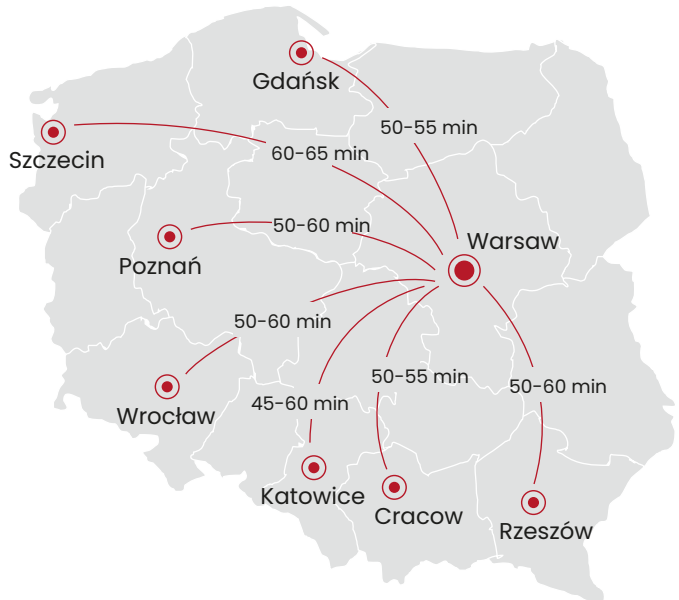 Gdańsk
50-55 min
60-65 min
Szczecin
50-60 min
Warsaw
Poznań
50-60 min
50-55 min
50-60 min
45-60 min
Wrocław
Katowice
Cracow
Rzeszów